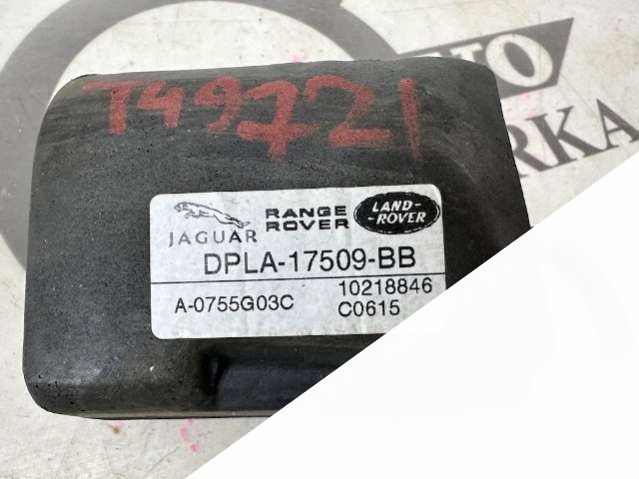 T49721
JAGUAR
RANGE
ROVER
LAND-
-ROVER
DPLA-17509-BB
A-0755G03C
10218846
C0615